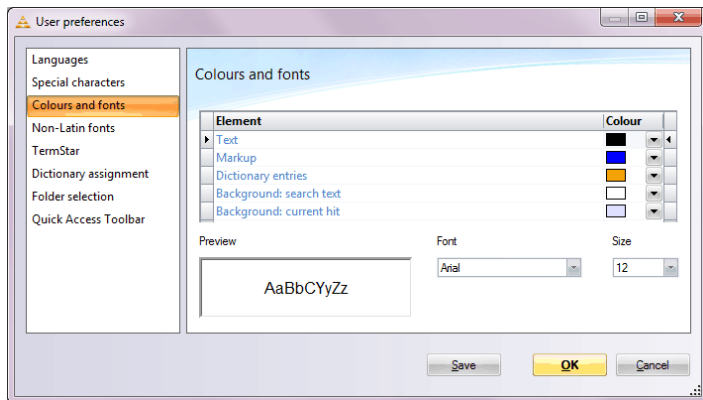 User preferences
Languages
Special characters
Colours and fonts
Non-Latin fonts
TermStar
Dictionary assignment
Folder selection
Quick Access Toolbar
Colours and fonts
Element Colour
Text
Markup
Dictionary entries
Background: search text
Background: current hit
Preview Font Size
AaBbCYyZz Arial 12
Save OK Cancel